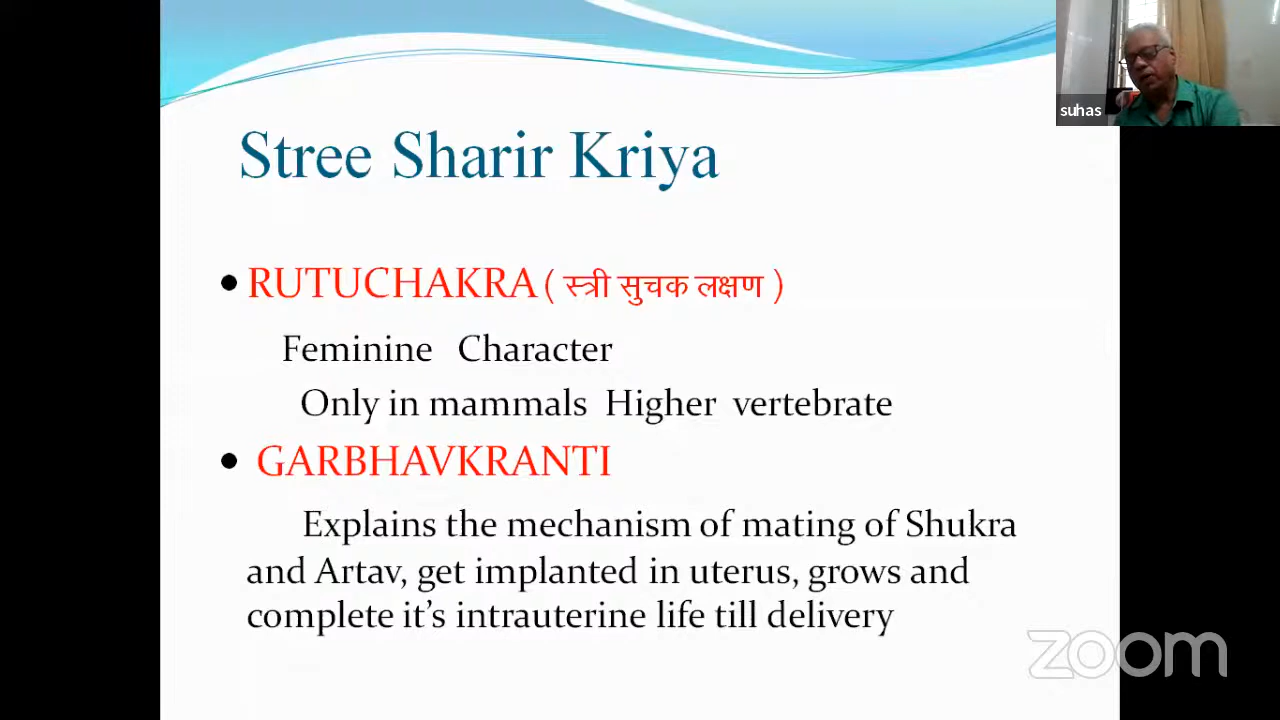 suhas
Stree Sharir Kriya
• RUTUCHAKRA ( स्त्री सुचक लक्षण )
Feminine Character
Only in mammals Higher vertebrate
• GARBHAVKRANTI
Explains the mechanism of mating of Shukra
and Artav, get implanted in uterus, grows and
complete it’s intrauterine life till delivery
zoom